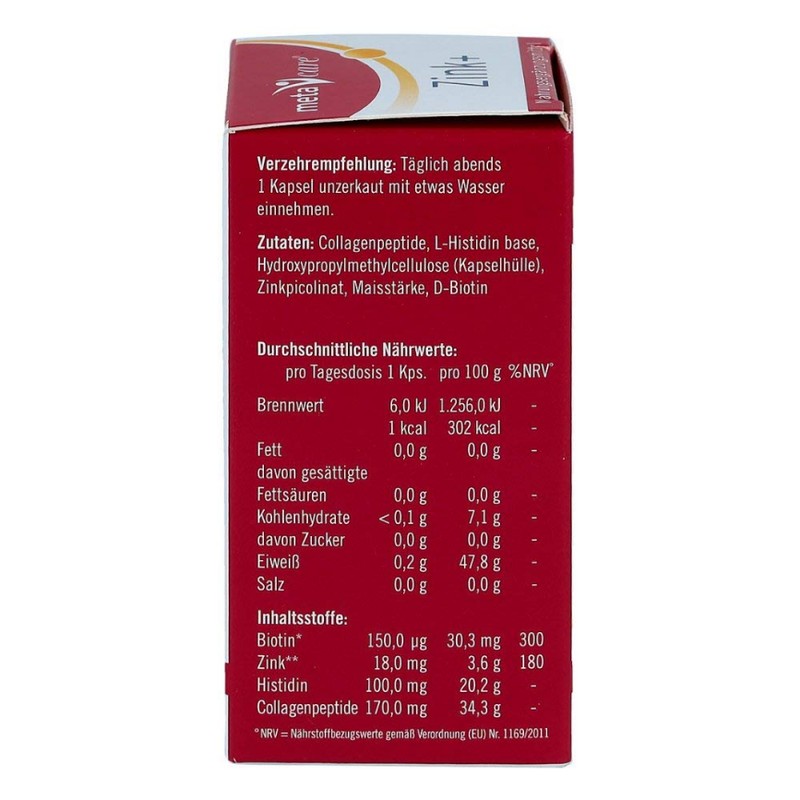 metacare®
Zink+
Nahrungsergänzungsmittel
Verzehrempfehlung: Täglich abends
1 Kapsel unzerkaut mit etwas Wasser
einnehmen.
Zutaten: Collagenpeptide, L-Histidin base,
Hydroxypropylmethylcellulose (Kapselhülle),
Zinkpicolinat, Maisstärke, D-Biotin
Durchschnittliche Nährwerte:
pro Tagesdosis 1 Kps. pro 100 g %NRV°
Brennwert 6,0 kJ 1.256,0 kJ -
1 kcal 302 kcal -
Fett 0,0 g 0,0 g -
davon gesättigte
Fettsäuren 0,0 g 0,0 g -
Kohlenhydrate < 0,1 g 7,1 g -
davon Zucker 0,0 g 0,0 g -
Eiweiß 0,2 g 47,8 g -
Salz 0,0 g 0,0 g -
Inhaltsstoffe:
Biotin* 150,0 µg 30,3 mg 300
Zink** 18,0 mg 3,6 g 180
Histidin 100,0 mg 20,2 g -
Collagenpeptide 170,0 mg 34,3 g -
°NRV = Nährstoffbezugswerte gemäß Verordnung (EU) Nr. 1169/2011